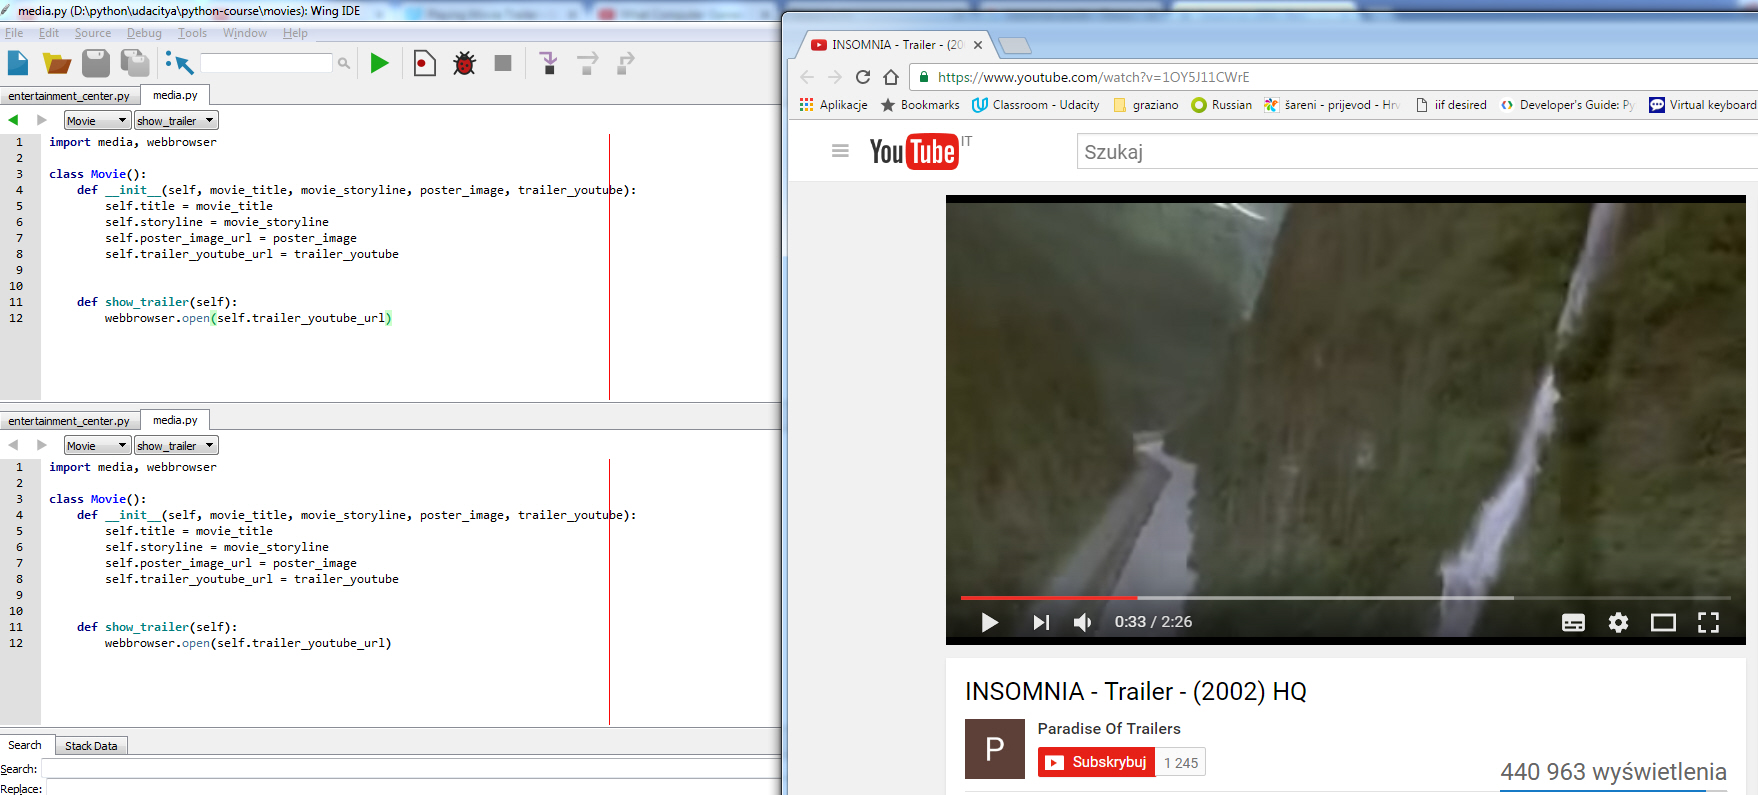 media.py (D:\python\udacitya\python-course\movies): Wing IDE
File Edit Source Debug Tools Window Help
entertainment_center.py media.py
Movie show_trailer
1 import media, webbrowser
2
3 class Movie():
4 def __init__(self, movie_title, movie_storyline, poster_image, trailer_youtube):
5 self.title = movie_title
6 self.storyline = movie_storyline
7 self.poster_image_url = poster_image
8 self.trailer_youtube_url = trailer_youtube
9
10
11 def show_trailer(self):
12 webbrowser.open(self.trailer_youtube_url)
entertainment_center.py media.py
Movie show_trailer
1 import media, webbrowser
2
3 class Movie():
4 def __init__(self, movie_title, movie_storyline, poster_image, trailer_youtube):
5 self.title = movie_title
6 self.storyline = movie_storyline
7 self.poster_image_url = poster_image
8 self.trailer_youtube_url = trailer_youtube
9
10
11 def show_trailer(self):
12 webbrowser.open(self.trailer_youtube_url)
Search Stack Data
Search:
Replace:
INSOMNIA - Trailer - (20
https://www.youtube.com/watch?v=1OY5J11CWrE
Aplikacje Bookmarks Classroom - Udacity graziano Russian šareni - prijevod - Hrv iif desired Developer's Guide: Py Virtual keyboard
YouTube IT
Szukaj
0:33 / 2:26
INSOMNIA - Trailer - (2002) HQ
P
Paradise Of Trailers
Subskrybuj 1 245
440 963 wyświetlenia